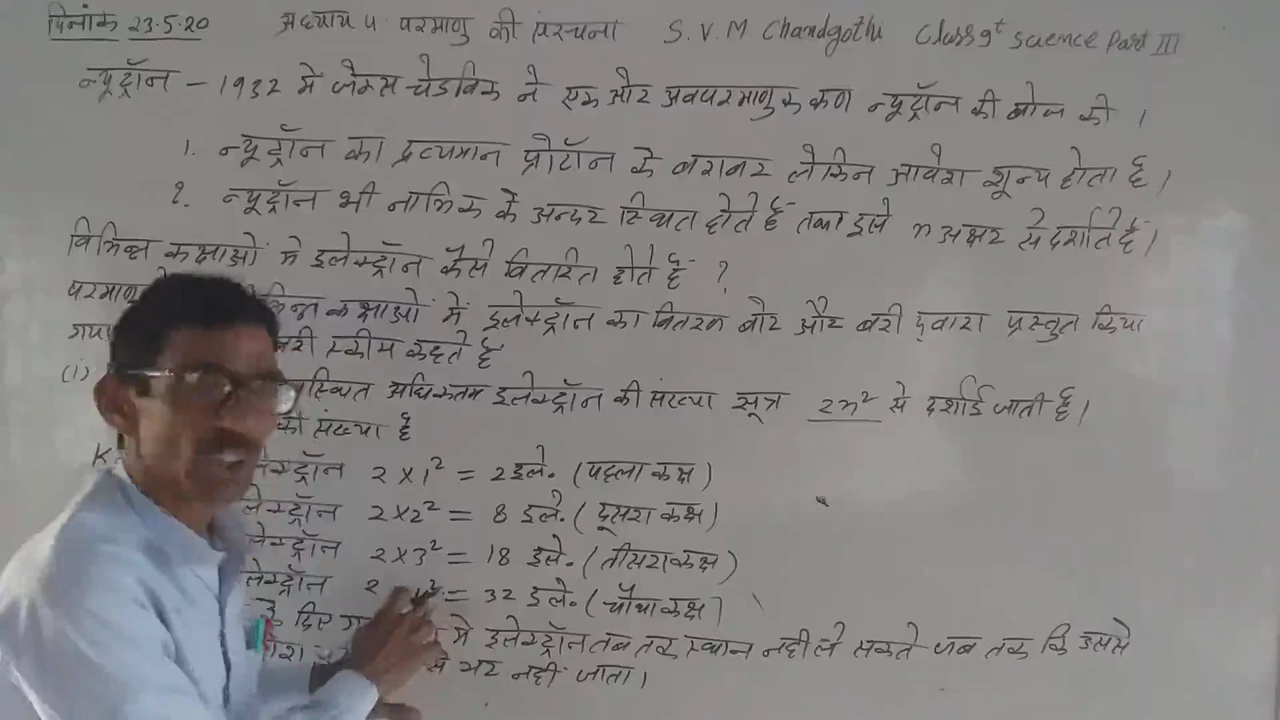 दिनांक 23.5.20 अध्याय 4 परमाणु की संरचना S.V.M Chandgothi Class 9th Science Part III
न्यूट्रॉन – 1932 में जेम्स चेडविक ने एक और अवपरमाणुक कण न्यूट्रॉन की खोज की ।
1. न्यूट्रॉन का द्रव्यमान प्रोटॉन के बराबर लेकिन आवेश शून्य होता है।
2. न्यूट्रॉन भी नाभिक के अन्दर स्थित होते है तथा इसे n अक्षर से दर्शाते है।
विभिन्न कक्षाओं में इलेक्ट्रॉन कैसे वितरित होते है ?
परमाणु कक्षाओं में इलेक्ट्रॉन का वितरण बोर और बरी द्वारा प्रस्तुत किया
गया स्कीम कहते है
(i) स्थित अधिकतम इलेक्ट्रॉन की संख्या सूत्र 2n² से दर्शाई जाती है।
की संख्या है
K 2×1² = 2 इले. (पहला कक्ष)
2×2² = 8 इले. (दूसरा कक्ष)
2×3² = 18 इले. (तीसरा कक्ष)
2 = 32 इले. (चौथा कक्ष)
के दिए में इलेक्ट्रॉन तब तक स्थान नही ले सकते जब तक कि उससे
भर नहीं जाता।